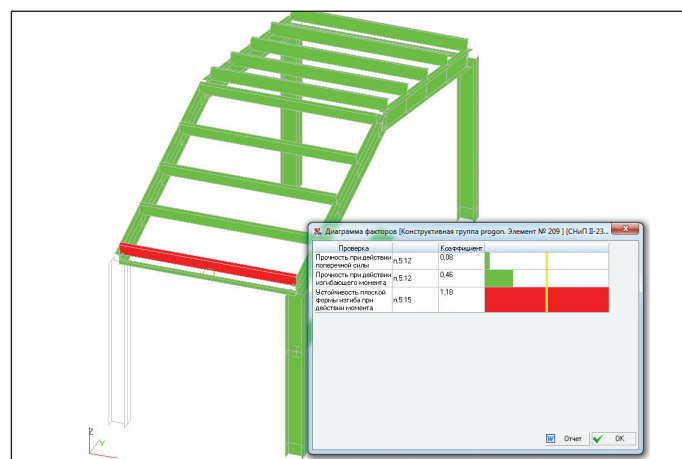 Диаграмма факторов [Конструктивная группа progon. Элемент № 209 ] [СНиП II-23...
Проверка Коэффициент
Прочность при действии
поперечной силы
п.5.12 0,08
Прочность при действии
изгибающего момента
п.5.12 0,46
Устойчивость плоской
формы изгиба при
действии момента
п.5.15 1,18
W Отчет OK
Z
Y